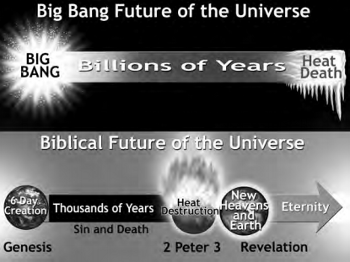 Big Bang Future of the Universe
BIG
BANG
Billions of Years
Heat
Death
Biblical Future of the Universe
6-Day
Creation
Thousands of Years
Sin and Death
Heat
Destruction
New
Heavens
and
Earth
Eternity
Genesis
2 Peter 3
Revelation